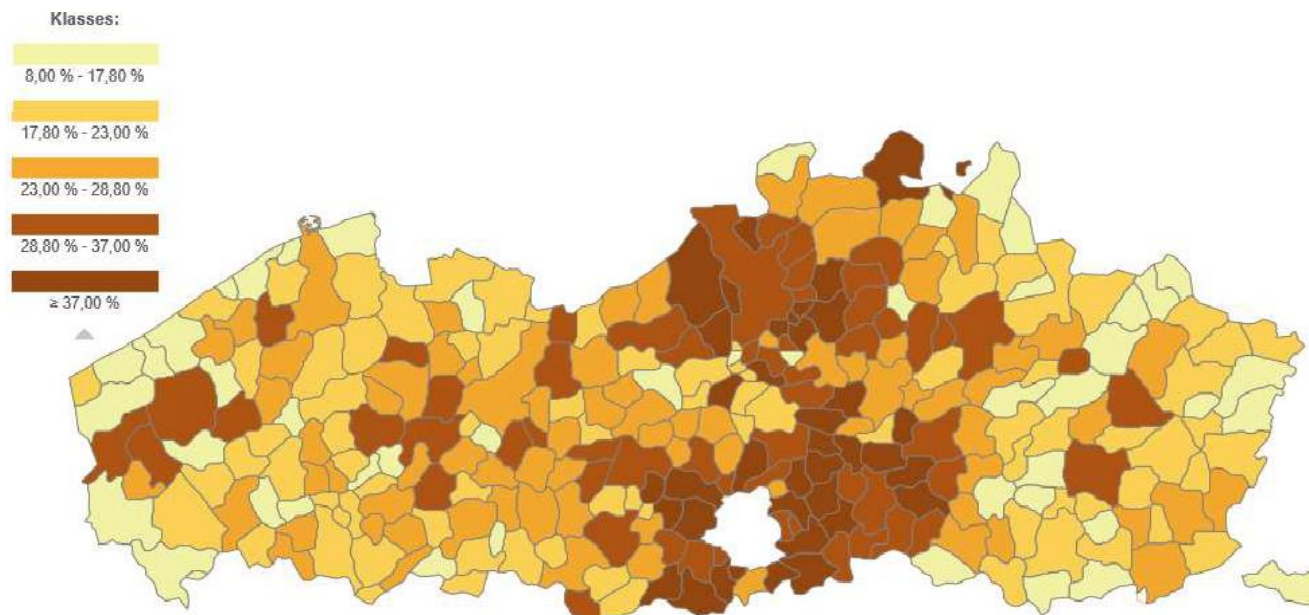 Klasses:
8,00 % - 17,80 %
17,80 % - 23,00 %
23,00 % - 28,80 %
28,80 % - 37,00 %
≥ 37,00 %